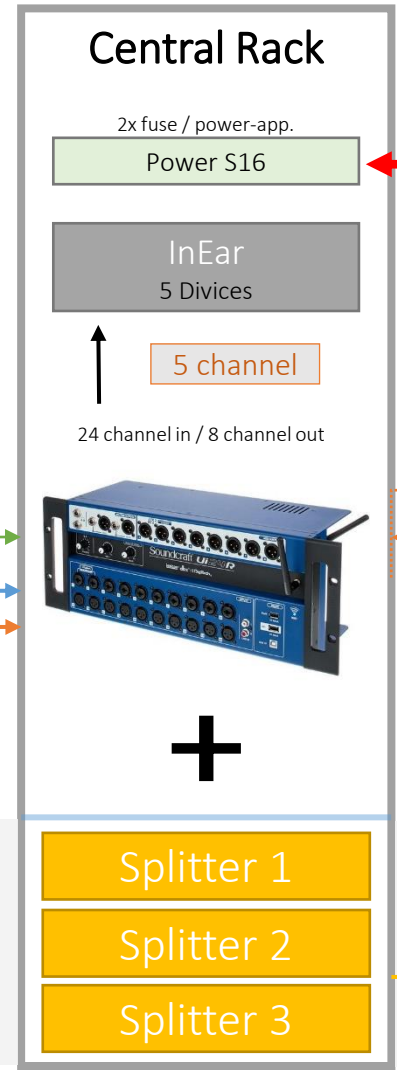 Central Rack
2x fuse / power-app.
Power S16
InEar
5 Divices
5 channel
24 channel in / 8 channel out
Soundcraft Ui24R
Splitter 1
Splitter 2
Splitter 3